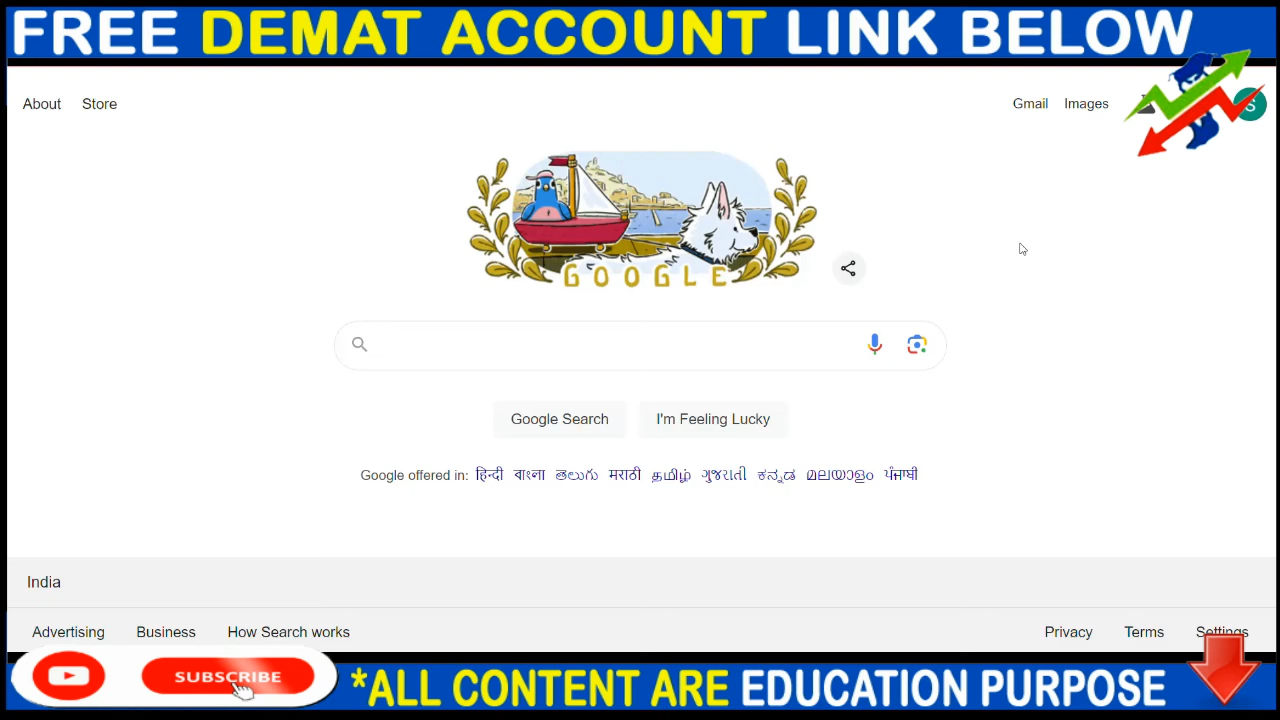 FREE DEMAT ACCOUNT LINK BELOW
About Store Gmail Images S
GOOGLE
Google Search I'm Feeling Lucky
Google offered in: हिन्दी বাংলা తెలుగు मराठी தமிழ் ગુજરાતી ಕನ್ನಡ മലയാളം ਪੰਜਾਬੀ
India
Advertising Business How Search works Privacy Terms Settings
SUBSCRIBE
*ALL CONTENT ARE EDUCATION PURPOSE